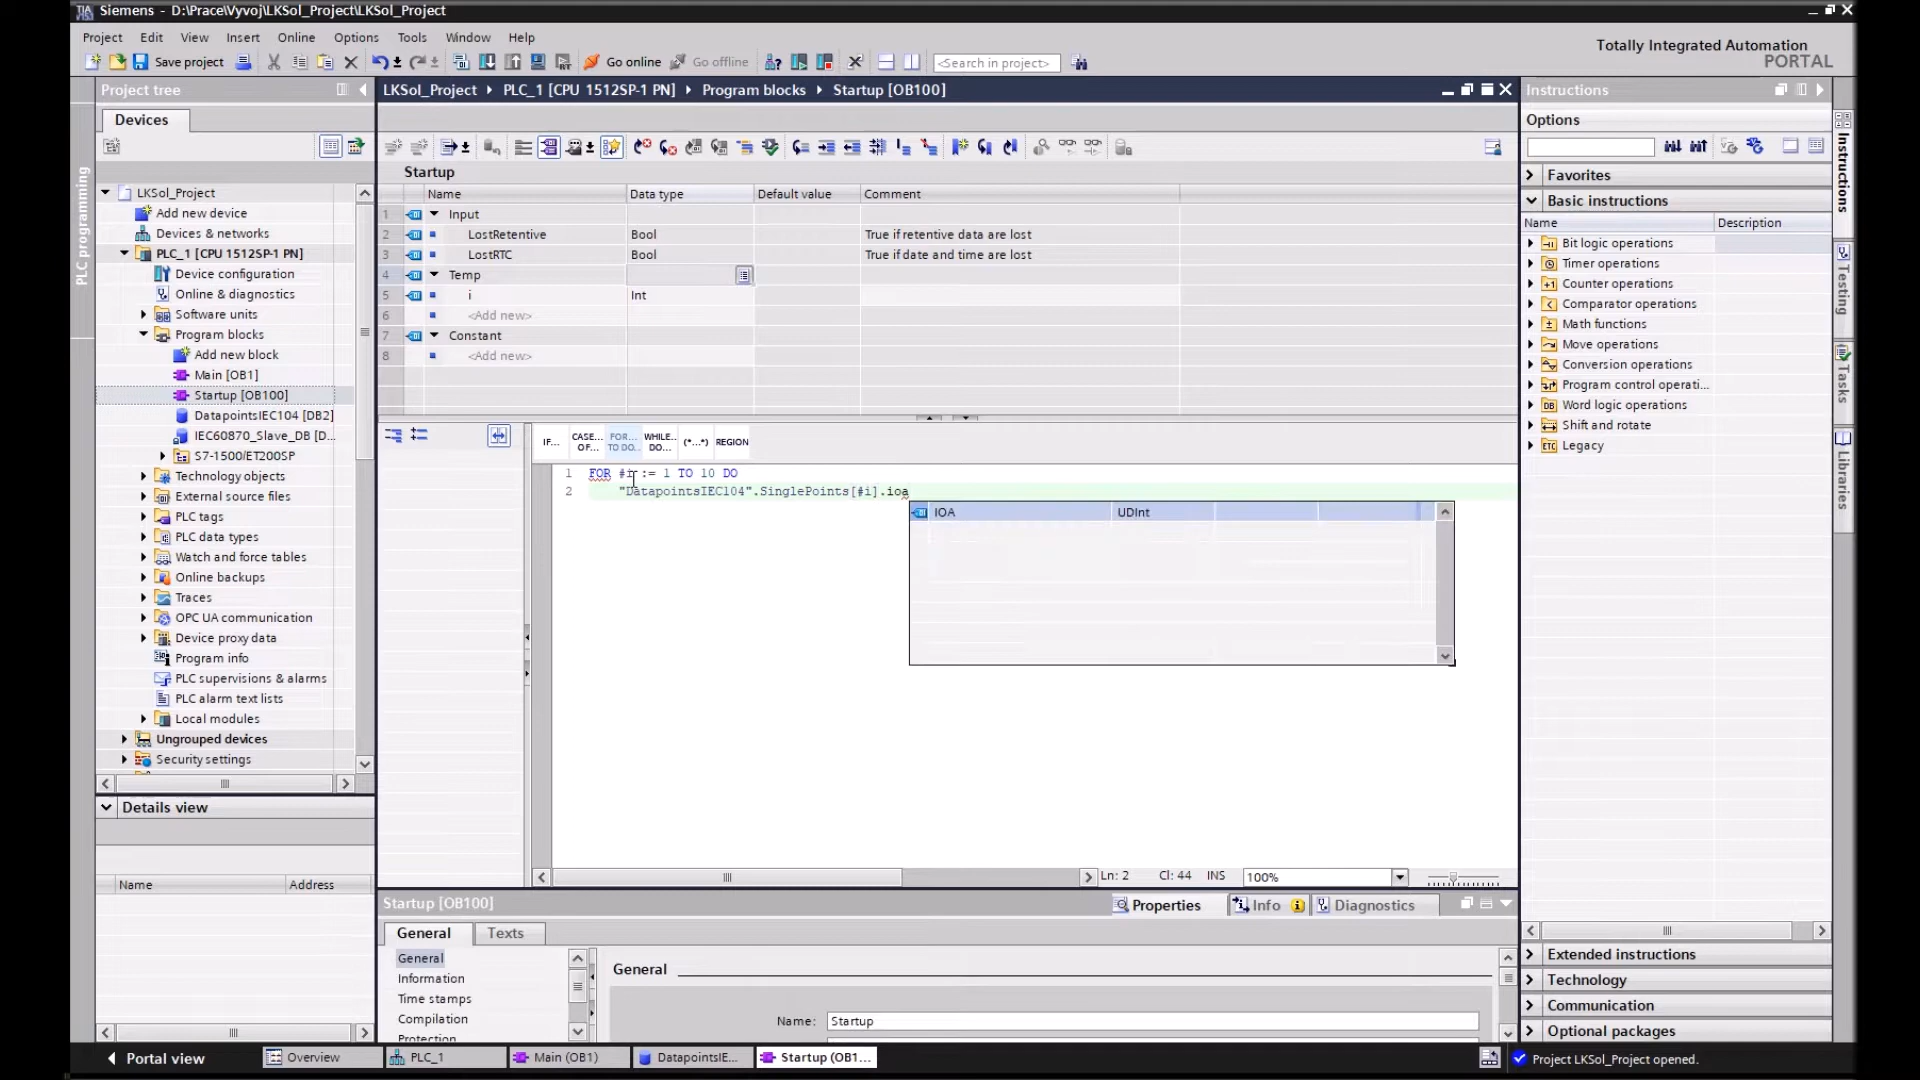 Siemens - D:\Prace\Vyvoj\LKSol_Project\LKSol_Project
Project Edit View Insert Online Options Tools Window Help
Totally Integrated Automation
PORTAL
Save project
Go online
Go offline
<Search in project>
Project tree
LKSol_Project
PLC_1 [CPU 1512SP-1 PN]
Program blocks
Startup [OB100]
Instructions
Devices
Options
PLC programming
LKSol_Project
Add new device
Devices & networks
PLC_1 [CPU 1512SP-1 PN]
Device configuration
Online & diagnostics
Software units
Program blocks
Add new block
Main [OB1]
Startup [OB100]
DatapointsIEC104 [DB2]
IEC60870_Slave_DB [D...
S7-1500/ET200SP
Technology objects
External source files
PLC tags
PLC data types
Watch and force tables
Online backups
Traces
OPC UA communication
Device proxy data
Program info
PLC supervisions & alarms
PLC alarm text lists
Local modules
Ungrouped devices
Security settings
Details view
Name Address
Startup
Name Data type Default value Comment
1 Input
2 LostRetentive Bool True if retentive data are lost
3 LostRTC Bool True if date and time are lost
4 Temp
5 i Int
6 <Add new>
7 Constant
8 <Add new>
IF... CASE... OF... FOR... TO DO... WHILE... DO... (*...*) REGION
1 FOR #i := 1 TO 10 DO
2 "DatapointsIEC104".SinglePoints[#i].ioa
IOA UDInt
Ln: 2 Cl: 44 INS 100%
Startup [OB100]
Properties Info Diagnostics
General Texts
General
Information
Time stamps
Compilation
Protection
General
Name: Startup
Favorites
Basic instructions
Name Description
Bit logic operations
Timer operations
Counter operations
Comparator operations
Math functions
Move operations
Conversion operations
Program control operati...
Word logic operations
Shift and rotate
Legacy
Extended instructions
Technology
Communication
Optional packages
Instructions
Testing
Tasks
Libraries
Portal view
Overview
PLC_1
Main (OB1)
DatapointsIE...
Startup (OB1...
Project LKSol_Project opened.